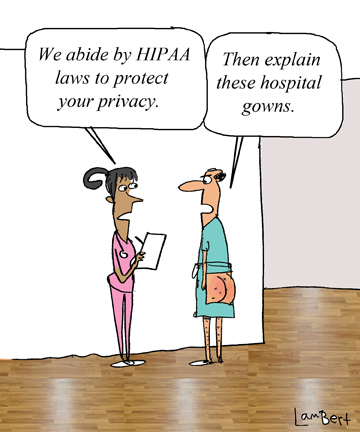 We abide by HIPAA
laws to protect
your privacy.
Then explain
these hospital
gowns.
LamBert